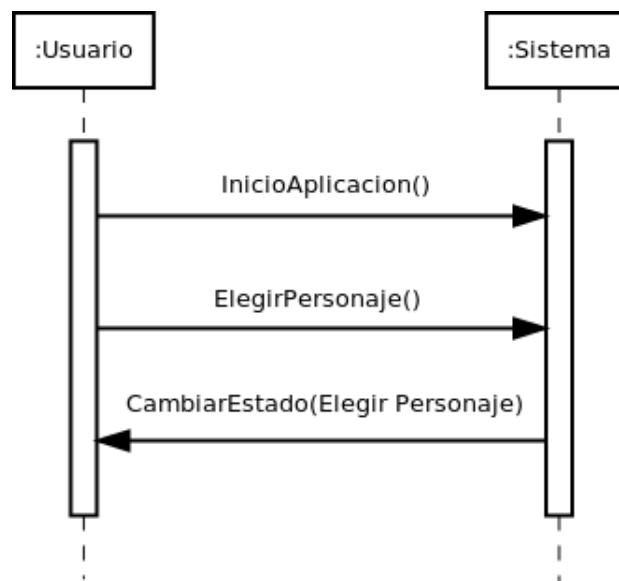 :Usuario
:Sistema
InicioAplicacion()
ElegirPersonaje()
CambiarEstado(Elegir Personaje)